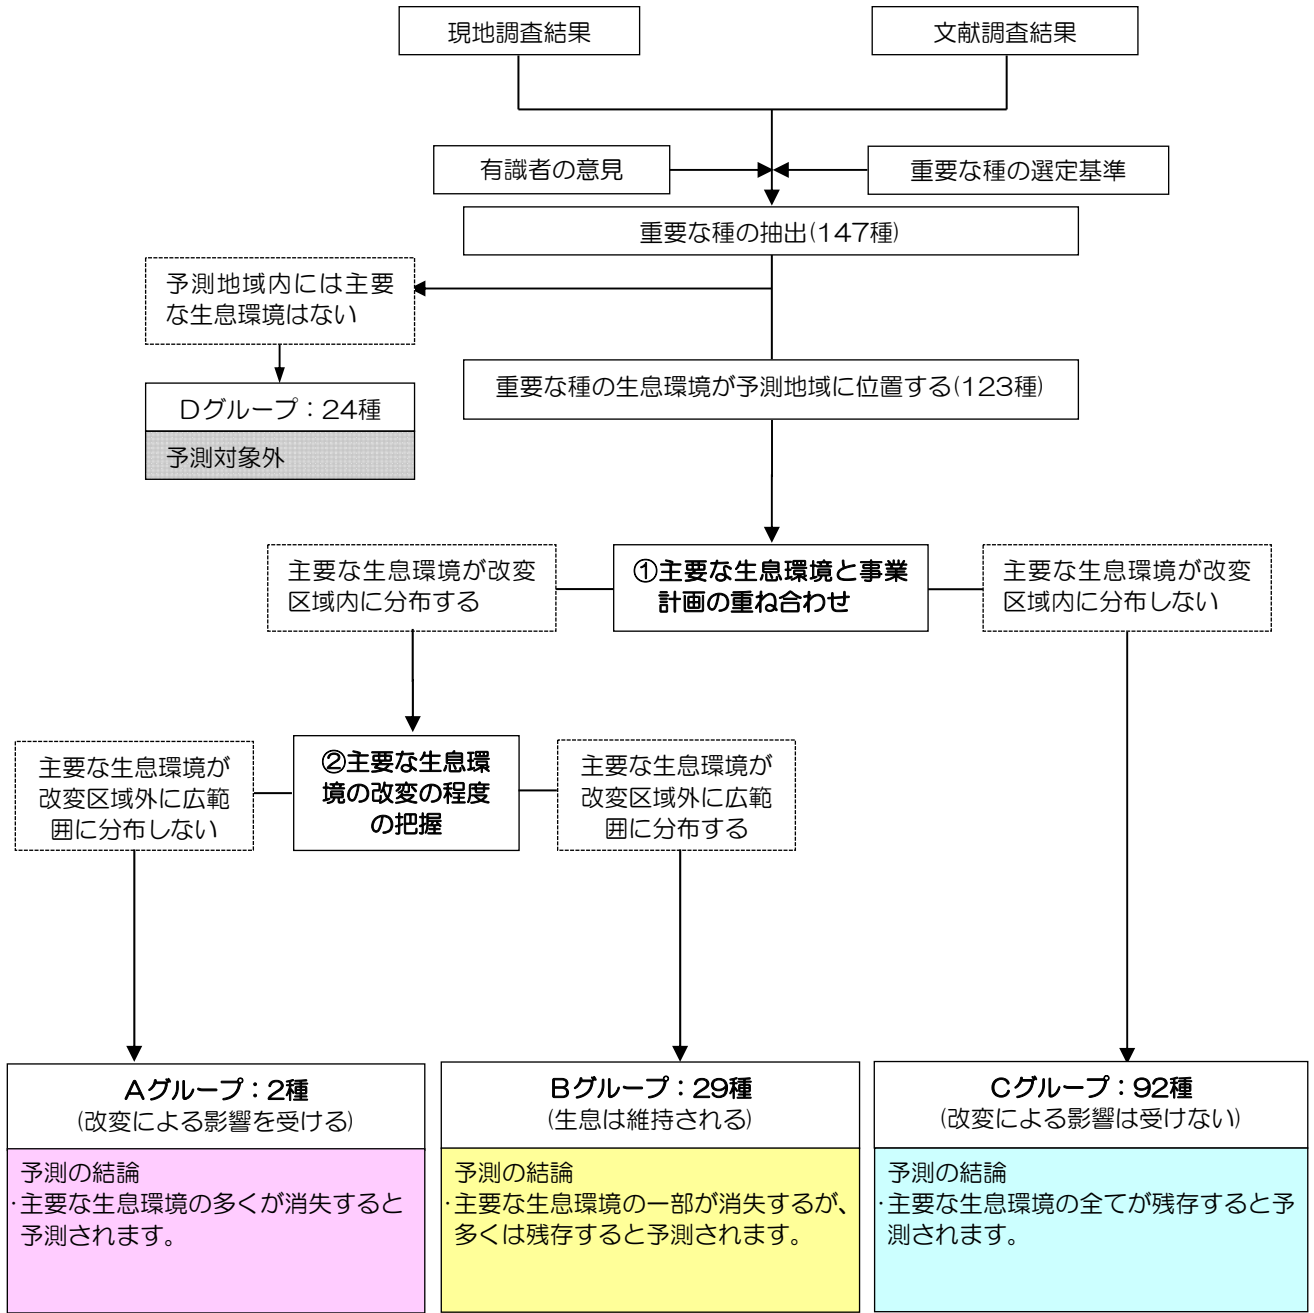 現地調査結果
文献調査結果
有識者の意見
重要な種の選定基準
重要な種の抽出(147種)
予測地域内には主要
な生息環境はない
重要な種の生息環境が予測地域に位置する(123種)
Dグループ：24種
予測対象外
主要な生息環境が改変
区域内に分布する
①主要な生息環境と事業
計画の重ね合わせ
主要な生息環境が改変
区域内に分布しない
主要な生息環境が
改変区域外に広範
囲に分布しない
②主要な生息環
境の改変の程度
の把握
主要な生息環境が
改変区域外に広範
囲に分布する
Aグループ：2種
(改変による影響を受ける)
予測の結論
・主要な生息環境の多くが消失すると
予測されます。
Bグループ：29種
(生息は維持される)
予測の結論
・主要な生息環境の一部が消失するが、
多くは残存すると予測されます。
Cグループ：92種
(改変による影響は受けない)
予測の結論
・主要な生息環境の全てが残存すると予
測されます。